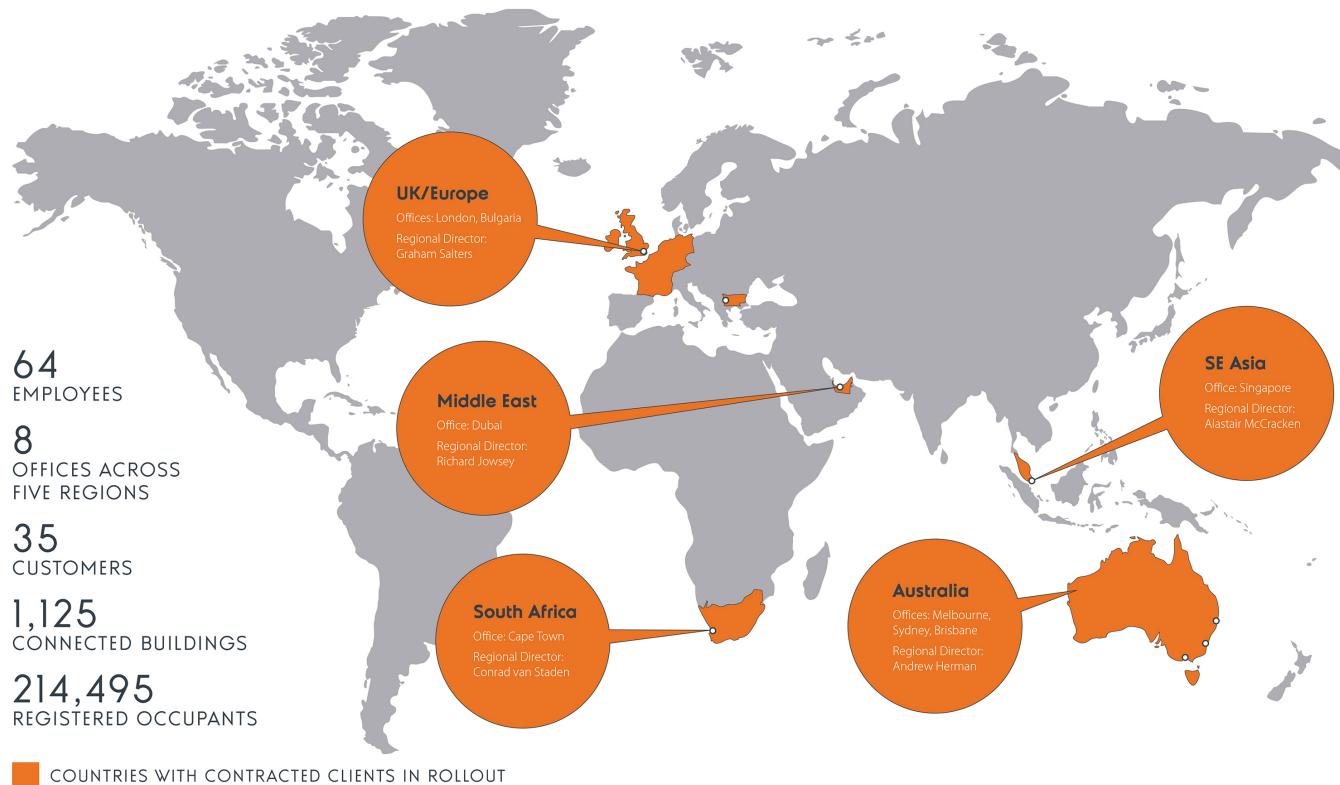 UK/Europe
Offices: London, Bulgaria
Regional Director:
Graham Salters
Middle East
Office: Dubai
Regional Director:
Richard Jowsey
SE Asia
Office: Singapore
Regional Director:
Alastair McCracken
South Africa
Office: Cape Town
Regional Director:
Conrad van Staden
Australia
Offices: Melbourne,
Sydney, Brisbane
Regional Director:
Andrew Herman
64
EMPLOYEES
8
OFFICES ACROSS
FIVE REGIONS
35
CUSTOMERS
1,125
CONNECTED BUILDINGS
214,495
REGISTERED OCCUPANTS
COUNTRIES WITH CONTRACTED CLIENTS IN ROLLOUT